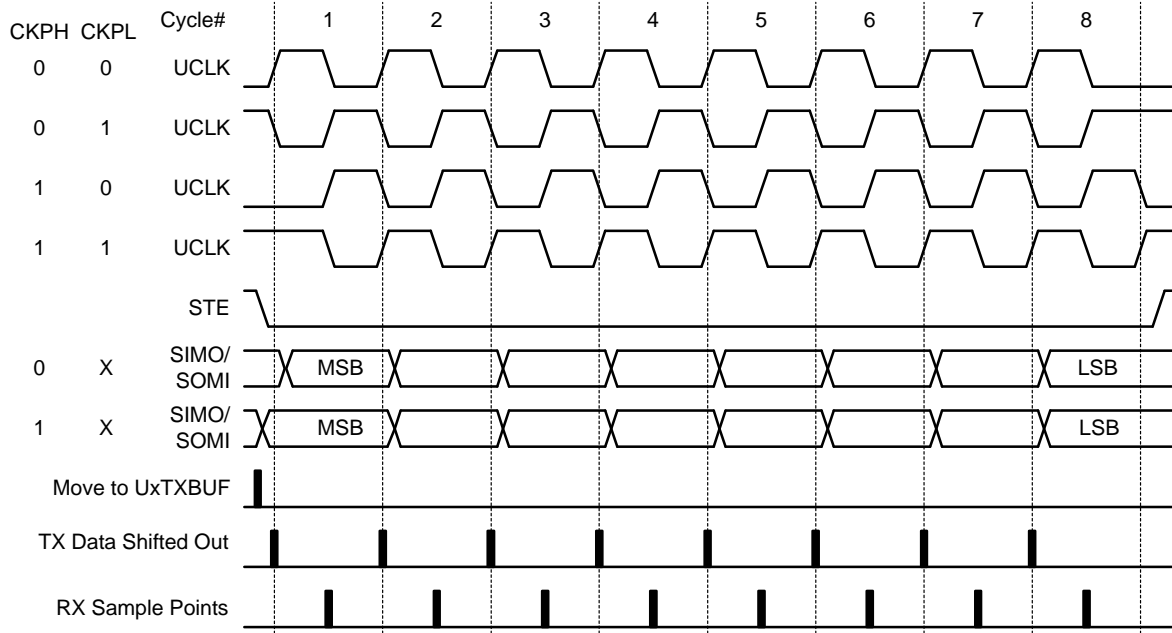 CKPH CKPL Cycle# 1 2 3 4 5 6 7 8
0 0 UCLK
0 1 UCLK
1 0 UCLK
1 1 UCLK
STE
0 X SIMO/
SOMI MSB LSB
1 X SIMO/
SOMI MSB LSB
Move to UxTXBUF
TX Data Shifted Out
RX Sample Points